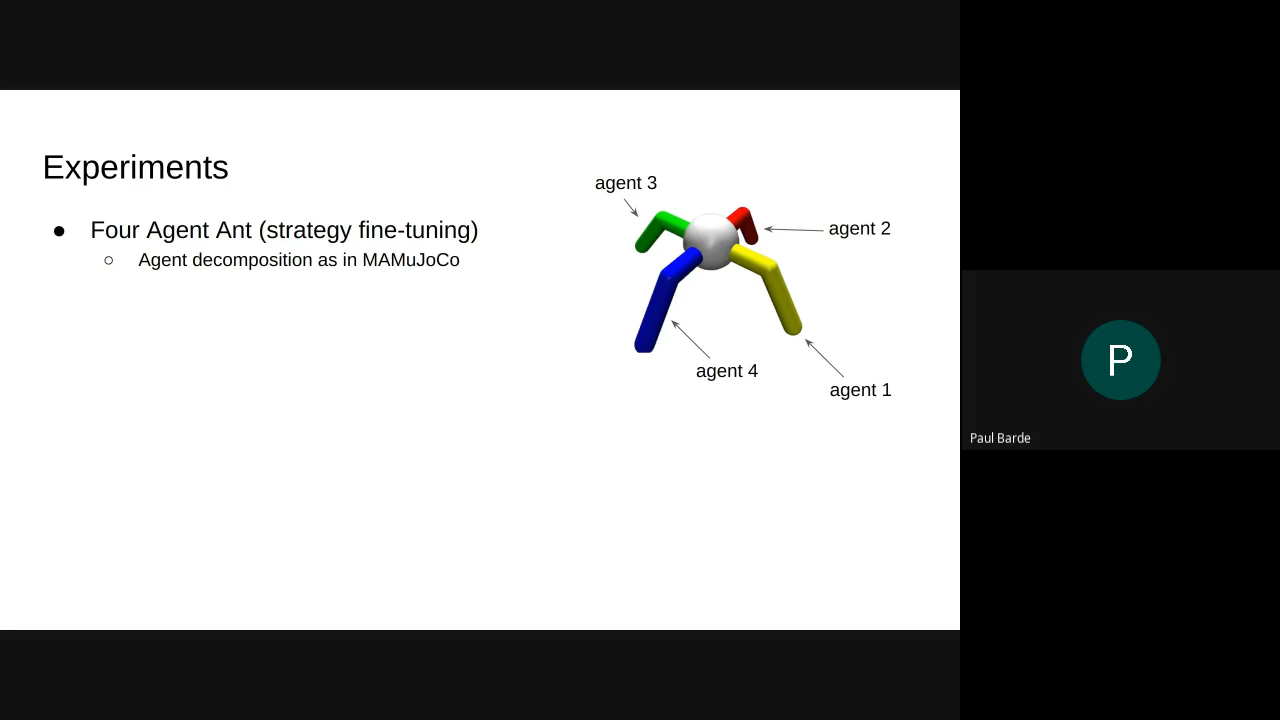 Experiments
● Four Agent Ant (strategy fine-tuning)
○ Agent decomposition as in MAMuJoCo
agent 3
agent 2
agent 4
agent 1
P
Paul Barde